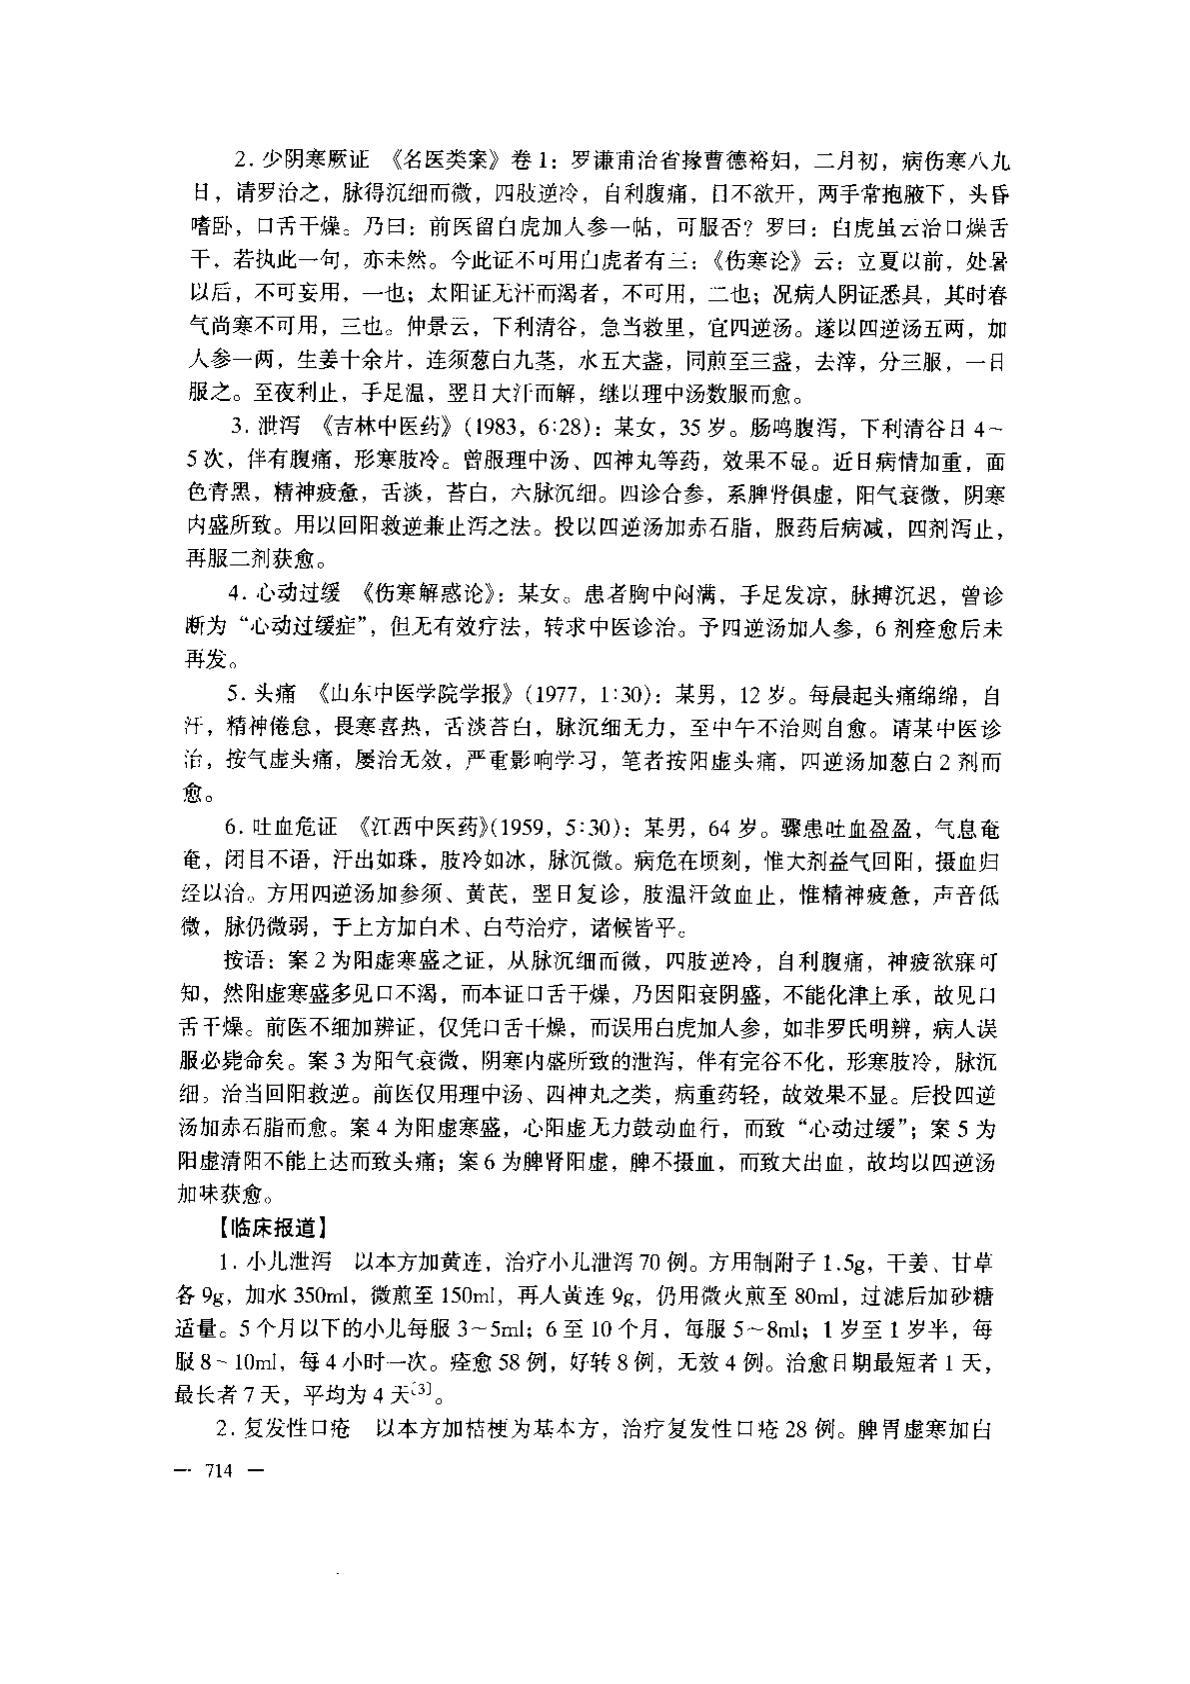 2. 少阴寒厥证 《名医类案》卷1：罗谦甫治省掾曹德裕妇，二月初，病伤寒八九
日，请罗治之，脉得沉细而微，四肢逆冷，自利腹痛，目不欲开，两手常抱腋下，头昏
嗜卧，口舌干燥。乃曰：前医留白虎加人参一帖，可服否？罗曰：白虎虽云治口燥舌
干，若执此一句，亦未然。今此证不可用白虎者有三：《伤寒论》云：立夏以前，处暑
以后，不可妄用，一也；太阳证无汗而渴者，不可用，二也；况病人阴证悉具，其时春
气尚寒不可用，三也。仲景云，下利清谷，急当救里，宜四逆汤。遂以四逆汤五两，加
人参一两，生姜十余片，连须葱白九茎，水五大盏，同煎至三盏，去滓，分三服，一日
服之。至夜利止，手足温，翌日大汗而解，继以理中汤数服而愈。
3. 泄泻 《吉林中医药》(1983，6:28)：某女，35岁。肠鸣腹泻，下利清谷日4～
5次，伴有腹痛，形寒肢冷。曾服理中汤、四神丸等药，效果不显。近日病情加重，面
色青黑，精神疲惫，舌淡，苔白，六脉沉细。四诊合参，系脾肾俱虚，阳气衰微，阴寒
内盛所致。用以回阳救逆兼止泻之法。投以四逆汤加赤石脂，服药后病减，四剂泻止，
再服二剂获愈。
4. 心动过缓 《伤寒解惑论》：某女。患者胸中闷满，手足发凉，脉搏沉迟，曾诊
断为“心动过缓症”，但无有效疗法，转求中医诊治。予四逆汤加人参，6剂痊愈后未
再发。
5. 头痛 《山东中医学院学报》(1977，1:30)：某男，12岁。每晨起头痛绵绵，自
汗，精神倦怠，畏寒喜热，舌淡苔白，脉沉细无力，至中午不治则自愈。请某中医诊
治，按气虚头痛，屡治无效，严重影响学习，笔者按阳虚头痛，四逆汤加葱白2剂而
愈。
6. 吐血危证 《江西中医药》(1959，5:30)：某男，64岁。骤患吐血盈盈，气息奄
奄，闭目不语，汗出如珠，肢冷如冰，脉沉微。病危在顷刻，惟大剂益气回阳，摄血归
经以治。方用四逆汤加参须、黄芪，翌日复诊，肢温汗敛血止，惟精神疲惫，声音低
微，脉仍微弱，于上方加白术、白芍治疗，诸候皆平。
按语：案2为阳虚寒盛之证，从脉沉细而微，四肢逆冷，自利腹痛，神疲欲寐可
知，然阳虚寒盛多见口不渴，而本证口舌干燥，乃因阳衰阴盛，不能化津上承，故见口
舌干燥。前医不细加辨证，仅凭口舌干燥，而误用白虎加人参，如非罗氏明辨，病人误
服必毙命矣。案3为阳气衰微，阴寒内盛所致的泄泻，伴有完谷不化，形寒肢冷，脉沉
细。治当回阳救逆。前医仅用理中汤、四神丸之类，病重药轻，故效果不显。后投四逆
汤加赤石脂而愈。案4为阳虚寒盛，心阳虚无力鼓动血行，而致“心动过缓”；案5为
阳虚清阳不能上达而致头痛；案6为脾肾阳虚，脾不摄血，而致大出血，故均以四逆汤
加味获愈。
【临床报道】
1. 小儿泄泻 以本方加黄连，治疗小儿泄泻70例。方用制附子1.5g，干姜、甘草
各9g，加水350ml，微煎至150ml，再入黄连9g，仍用微火煎至80ml，过滤后加砂糖
适量。5个月以下的小儿每服3～5ml；6至10个月，每服5～8ml；1岁至1岁半，每
服8～10ml，每4小时一次。痊愈58例，好转8例，无效4例。治愈日期最短者1天，
最长者7天，平均为4天〔3〕。
2. 复发性口疮 以本方加桔梗为基本方，治疗复发性口疮28例。脾胃虚寒加白
— 714 —